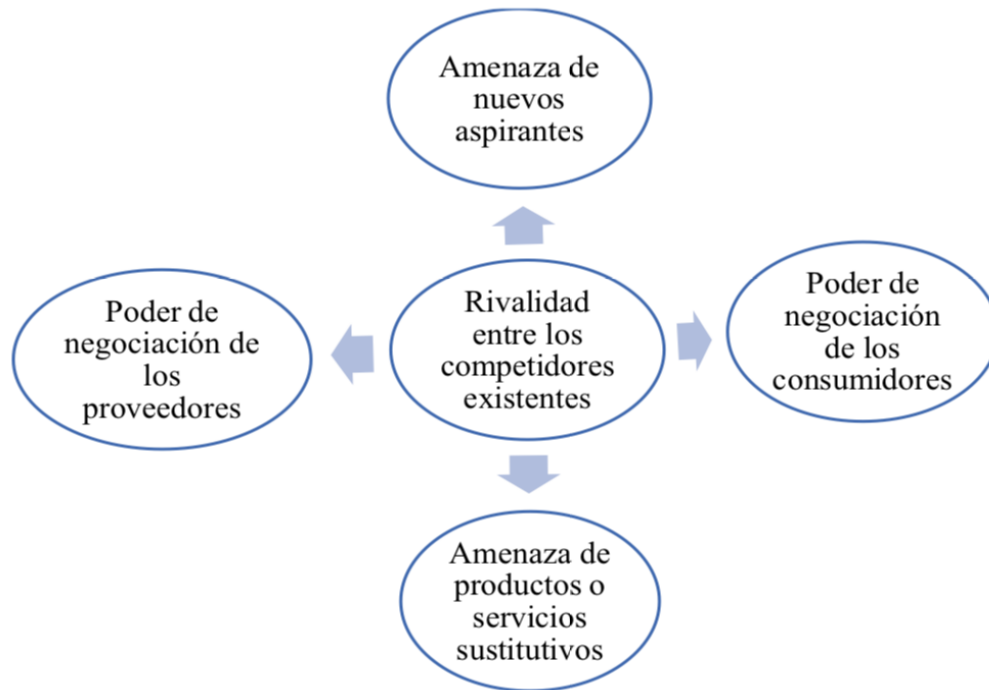 Amenaza de
nuevos
aspirantes
Poder de
negociación de
los
proveedores
Rivalidad
entre los
competidores
existentes
Poder de
negociación
de los
consumidores
Amenaza de
productos o
servicios
sustitutivos